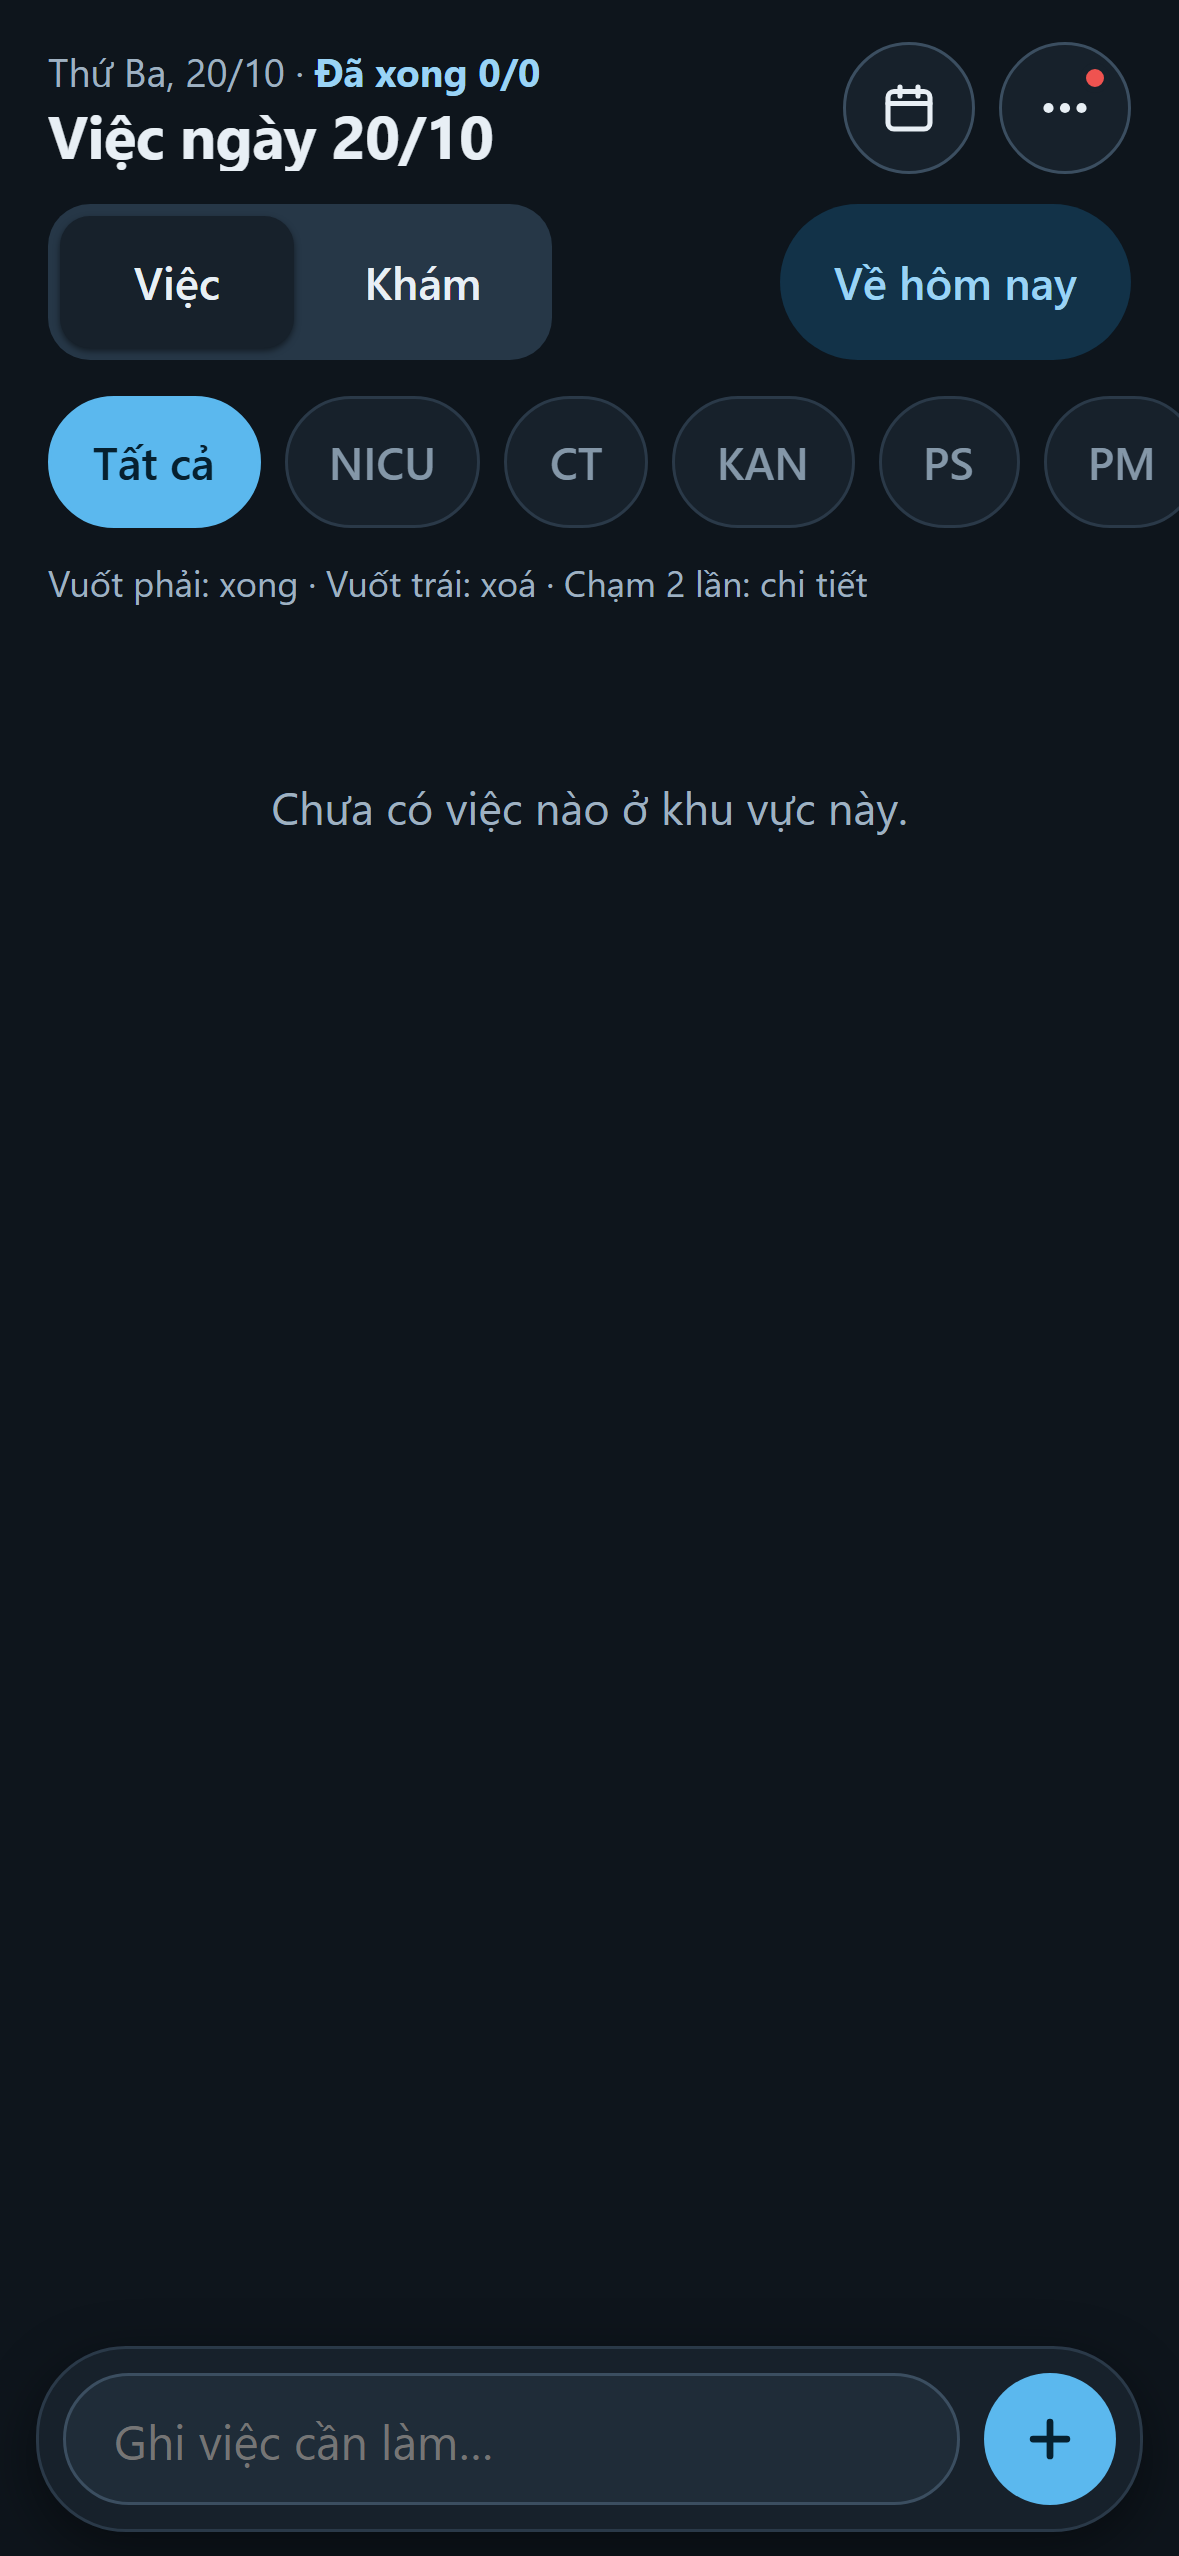 Thứ Ba, 20/10 · Đã xong 0/0
Việc ngày 20/10
Việc
Khám
Về hôm nay
Tất cả
NICU
CT
KAN
PS
PM
Vuốt phải: xong · Vuốt trái: xoá · Chạm 2 lần: chi tiết
Chưa có việc nào ở khu vực này.
Ghi việc cần làm...